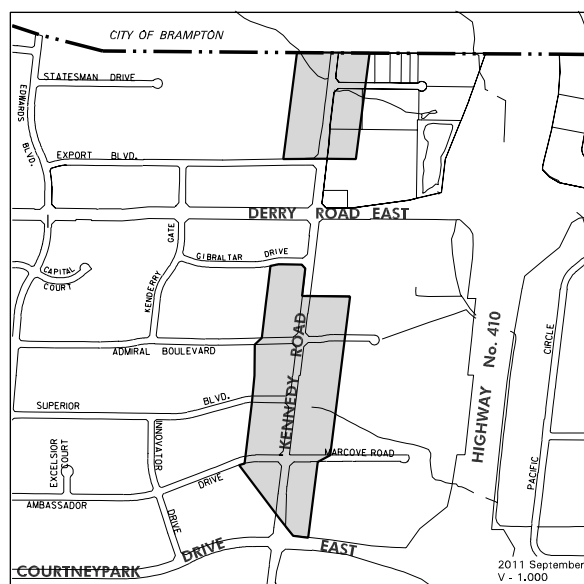 CITY OF BRAMPTON
STATESMAN DRIVE
EDWARDS BLVD.
EXPORT BLVD.
DERRY ROAD EAST
KENDERRY GATE
GIBRALTAR DRIVE
CAPITAL COURT
ADMIRAL BOULEVARD
KENNEDY ROAD
HIGHWAY No. 410
PACIFIC CIRCLE
SUPERIOR BLVD.
EXCELSIOR COURT
INNOVATOR DRIVE
MARCOVE ROAD
AMBASSADOR DRIVE
COURTNEYPARK DRIVE EAST
2011 September
V - 1.000